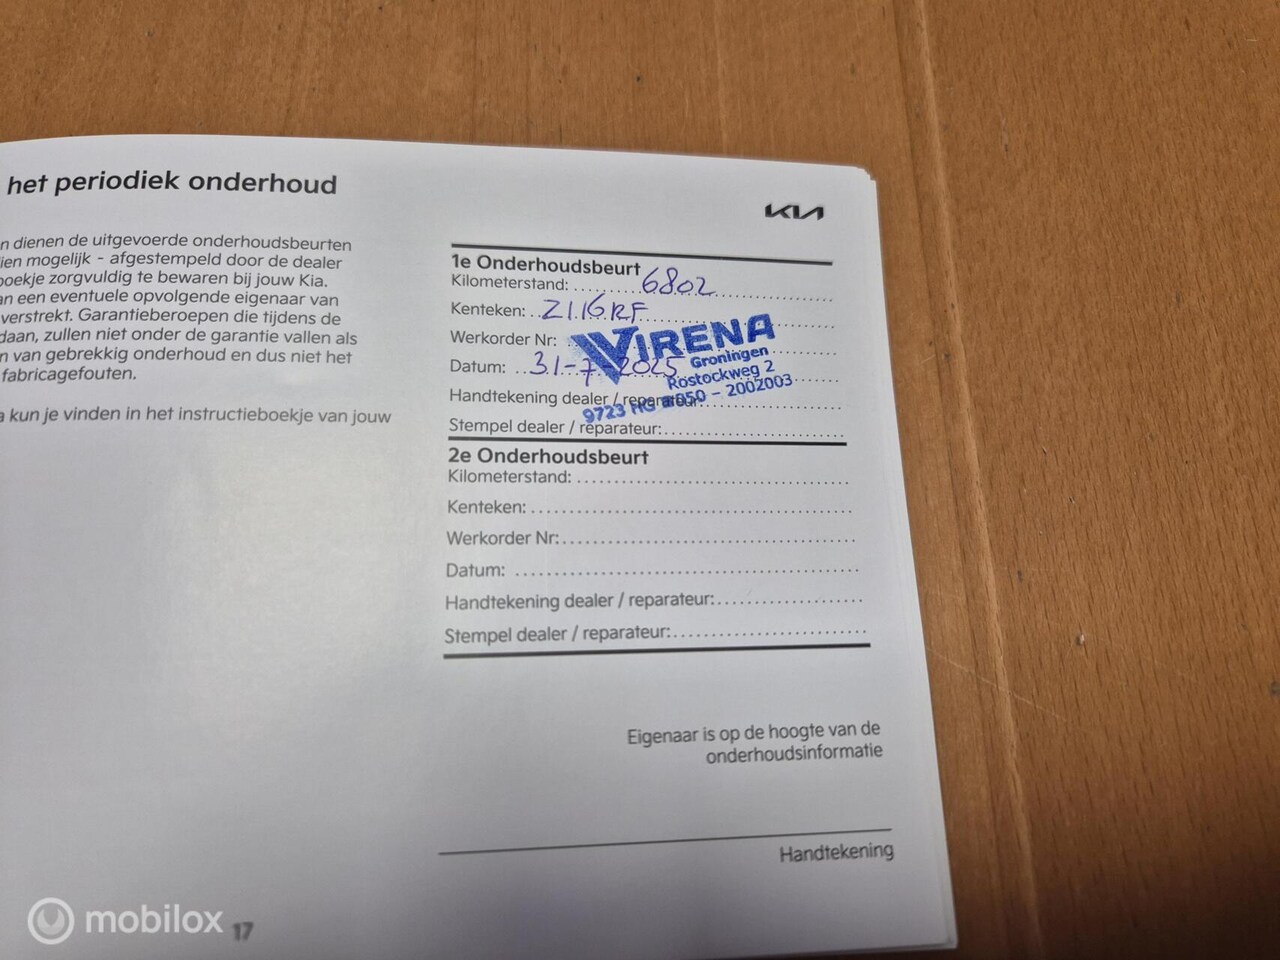 het periodiek onderhoud
n dienen de uitgevoerde onderhoudsbeurten
ien mogelijk - afgestempeld door de dealer
boekje zorgvuldig te bewaren bij jouw Kia.
an een eventuele opvolgende eigenaar van
verstrekt. Garantieberoepen die tijdens de
daan, zullen niet onder de garantie vallen als
n van gebrekkig onderhoud en dus niet het
fabricagefouten.
a kun je vinden in het instructieboekje van jouw
KIA
1e Onderhoudsbeurt
Kilometerstand: 6802
Kenteken: Z116RF
Werkorder Nr:
VIRENA
Groningen
Datum: 31-7-2025
Rostockweg 2
Handtekening dealer / reparateur:
9723 HG 050 - 2002003
Stempel dealer / reparateur:
2e Onderhoudsbeurt
Kilometerstand:
Kenteken:
Werkorder Nr:
Datum:
Handtekening dealer / reparateur:
Stempel dealer / reparateur:
Eigenaar is op de hoogte van de
onderhoudsinformatie
Handtekening
mobilox
17